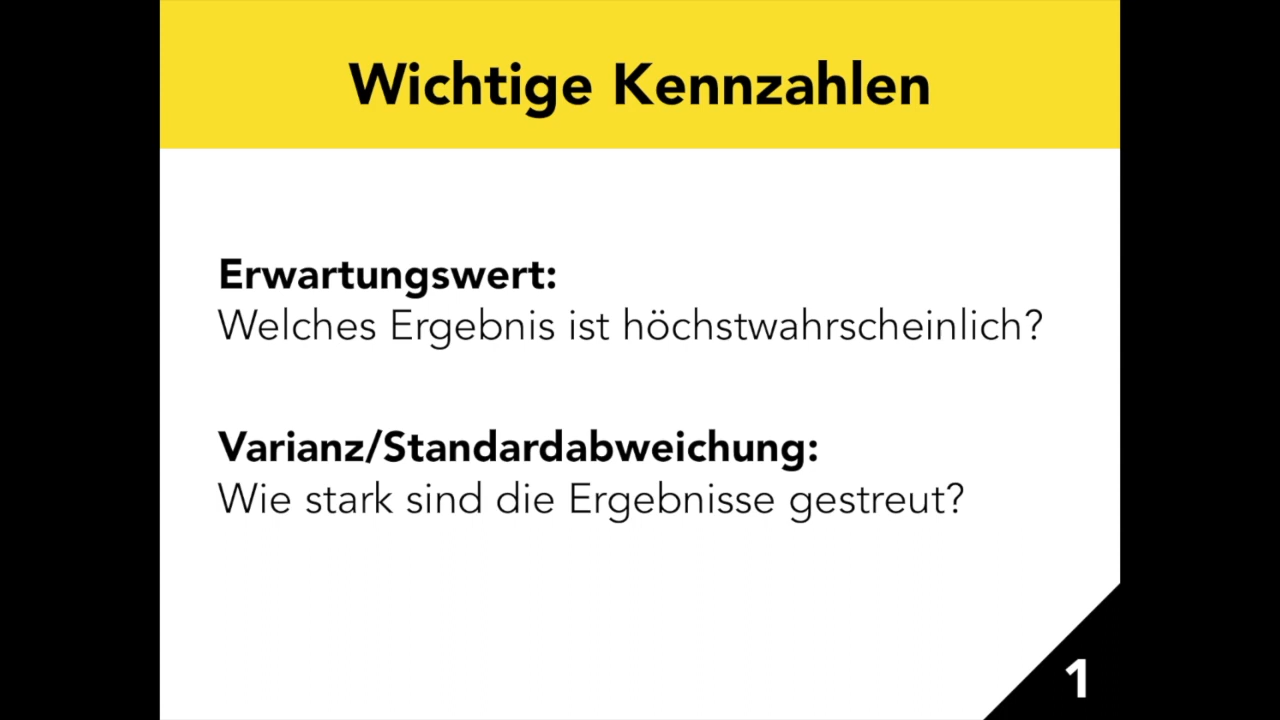 Wichtige Kennzahlen
Erwartungswert:
Welches Ergebnis ist höchstwahrscheinlich?
Varianz/Standardabweichung:
Wie stark sind die Ergebnisse gestreut?
1